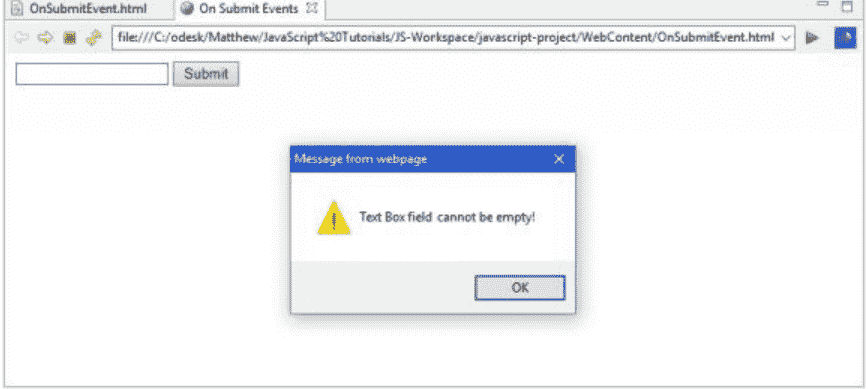 OnSubmitEvent.html On Submit Events
file:///C:/odesk/Matthew/JavaScript%20Tutorials/JS-Workspace/javascript-project/WebContent/OnSubmitEvent.html
Submit
Message from webpage
Text Box field cannot be empty!
OK